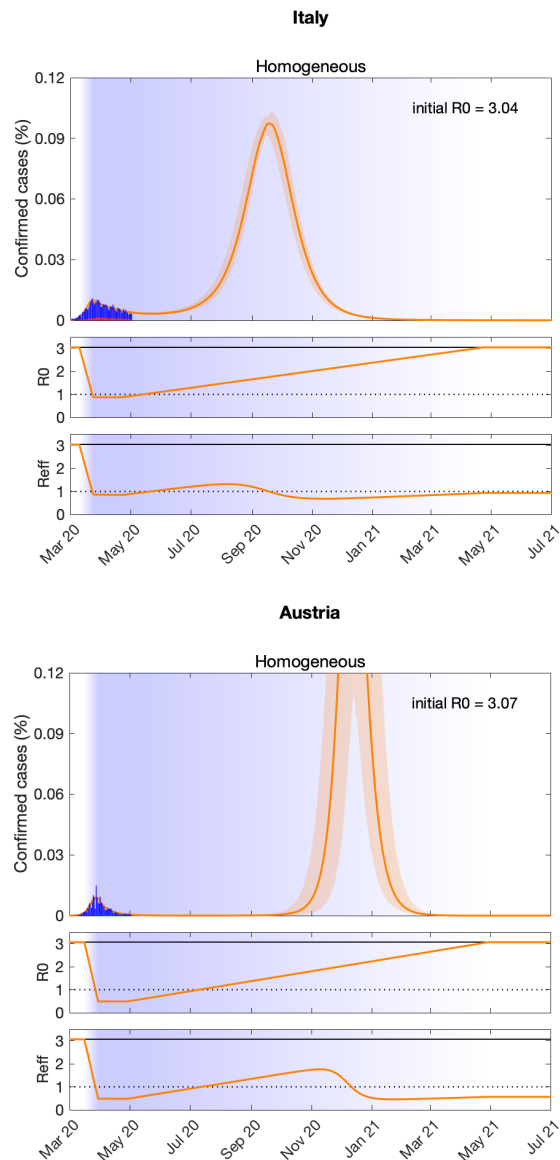 Italy
Homogeneous
initial R0 = 3.04
Confirmed cases (%)
0.12
0.09
0.06
0.03
0
R0
3
2
1
0
Reff
3
2
1
0
Mar 20
May 20
Jul 20
Sep 20
Nov 20
Jan 21
Mar 21
May 21
Jul 21
Austria
Homogeneous
initial R0 = 3.07
Confirmed cases (%)
0.12
0.09
0.06
0.03
0
R0
3
2
1
0
Reff
3
2
1
0
Mar 20
May 20
Jul 20
Sep 20
Nov 20
Jan 21
Mar 21
May 21
Jul 21